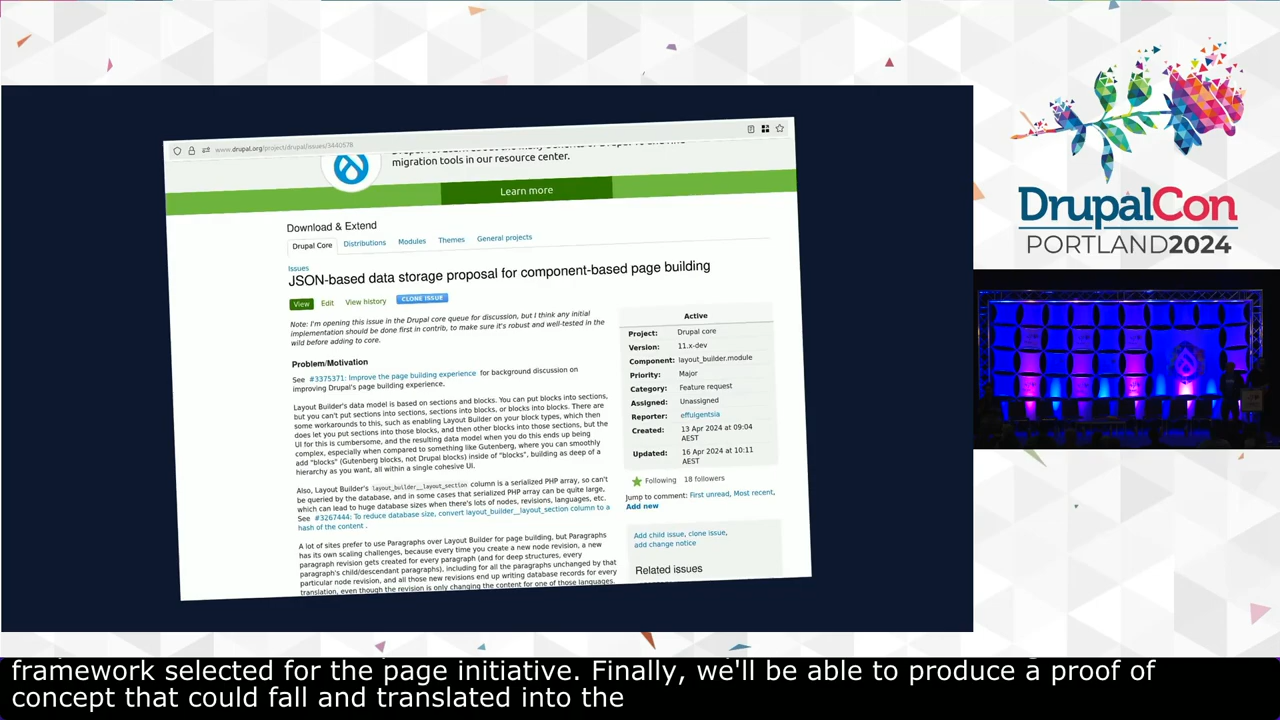 www.drupal.org/project/drupal/issues/3440578
migration tools in our resource center.
Learn more
Download & Extend
Drupal Core Distributions Modules Themes General projects
Issues
JSON-based data storage proposal for component-based page building
View Edit View history CLONE ISSUE
Note: I'm opening this issue in the Drupal core queue for discussion, but I think any initial
implementation should be done first in contrib, to make sure it's robust and well-tested in the
wild before adding to core.
Problem/Motivation
See #3375371: Improve the page building experience for background discussion on
improving Drupal's page building experience.
Layout Builder's data model is based on sections and blocks. You can put blocks into sections,
but you can't put sections into sections, sections into blocks, or blocks into blocks. There are
some workarounds to this, such as enabling Layout Builder on your block types, which then
does let you put sections into those blocks, and then other blocks into those sections, but the
UI for this is cumbersome, and the resulting data model when you do this ends up being
complex, especially when compared to something like Gutenberg, where you can smoothly
add "blocks" (Gutenberg blocks, not Drupal blocks) inside of "blocks", building as deep of a
hierarchy as you want, all within a single cohesive UI.
Also, Layout Builder's layout_builder__layout_section column is a serialized PHP array, so can't
be queried by the database, and in some cases that serialized PHP array can be quite large,
which can lead to huge database sizes when there's lots of nodes, revisions, languages, etc.
See #3267444: To reduce database size, convert layout_builder__layout_section column to a
hash of the content .
A lot of sites prefer to use Paragraphs over Layout Builder for page building, but Paragraphs
has its own scaling challenges, because every time you create a new node revision, a new
paragraph revision gets created for every paragraph (and for deep structures, every
paragraph's child/descendant paragraphs), including for all the paragraphs unchanged by that
particular node revision, and all those new revisions end up writing database records for every
translation, even though the revision is only changing the content for one of those languages.
Active
Project: Drupal core
Version: 11.x-dev
Component: layout_builder.module
Priority: Major
Category: Feature request
Assigned: Unassigned
Reporter: effulgentsia
Created: 13 Apr 2024 at 09:04
AEST
Updated: 16 Apr 2024 at 10:11
AEST
Following 18 followers
Jump to comment: First unread, Most recent,
Add new
Add child issue, clone issue,
add change notice
Related issues
DrupalCon
PORTLAND2024
framework selected for the page initiative. Finally, we'll be able to produce a proof of
concept that could fall and translated into the